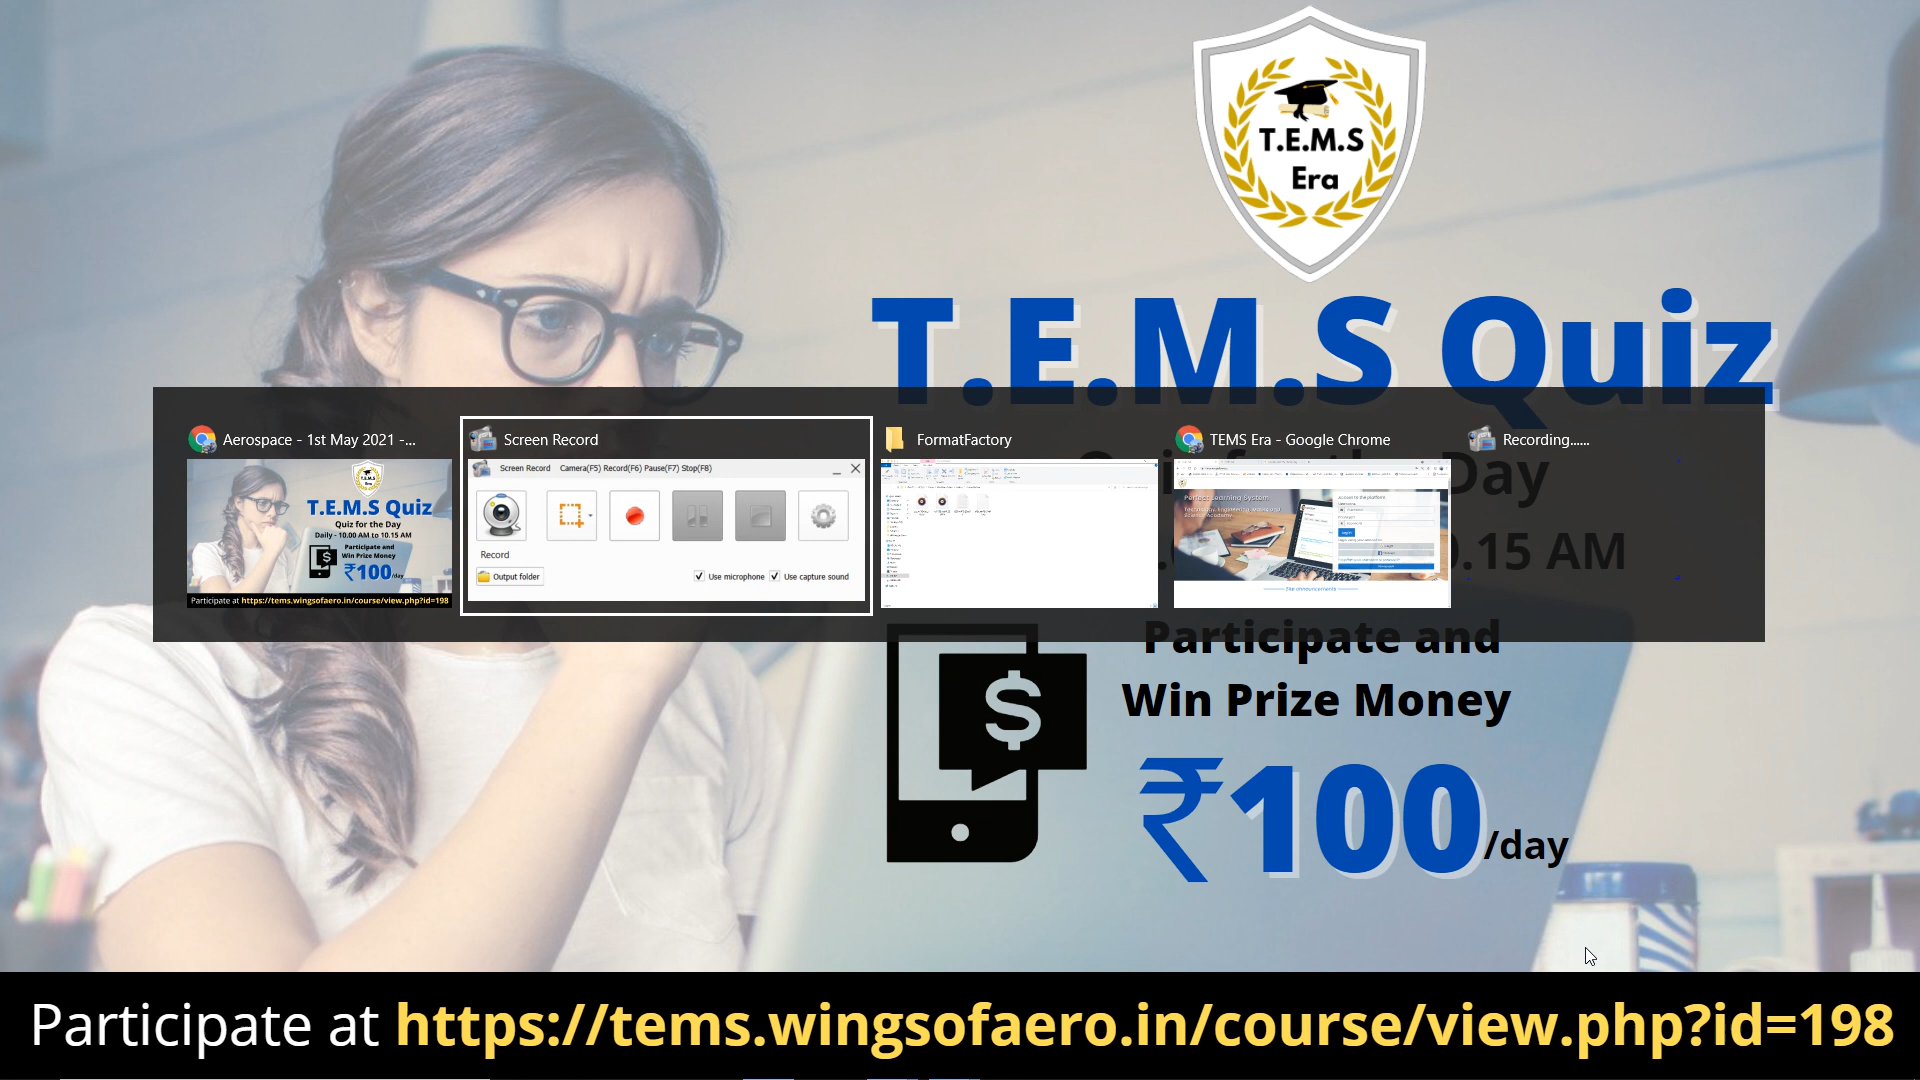 T.E.M.S
Era
T.E.M.S Quiz
Aerospace - 1st May 2021 -...
Screen Record
FormatFactory
TEMS Era - Google Chrome
Recording......
T.E.M.S Quiz
Quiz for the Day
Daily - 10.00 AM to 10.15 AM
Participate and
Win Prize Money
₹100/day
Participate at https://tems.wingsofaero.in/course/view.php?id=198
Screen Record Camera(F5) Record(F6) Pause(F7) Stop(F8)
Record
Output folder
Use microphone
Use capture sound
Perfect Learning System
Day
0.15 AM
Participate and
Win Prize Money
₹100/day
Participate at https://tems.wingsofaero.in/course/view.php?id=198